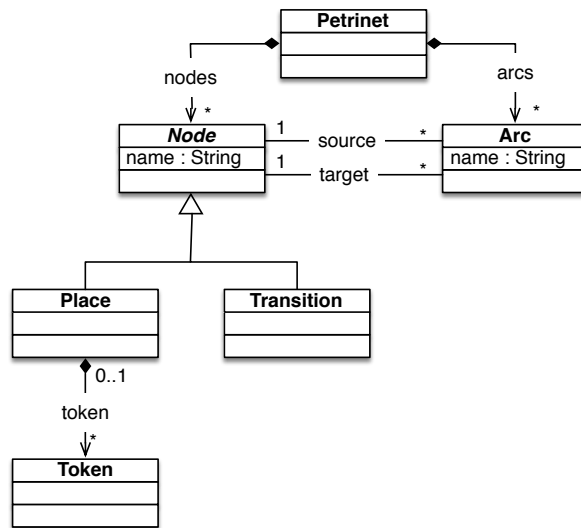 Petrinet
nodes
arcs
*
*
Node
1
source
*
Arc
name : String
1
target
*
name : String
Place
Transition
0..1
token
*
Token